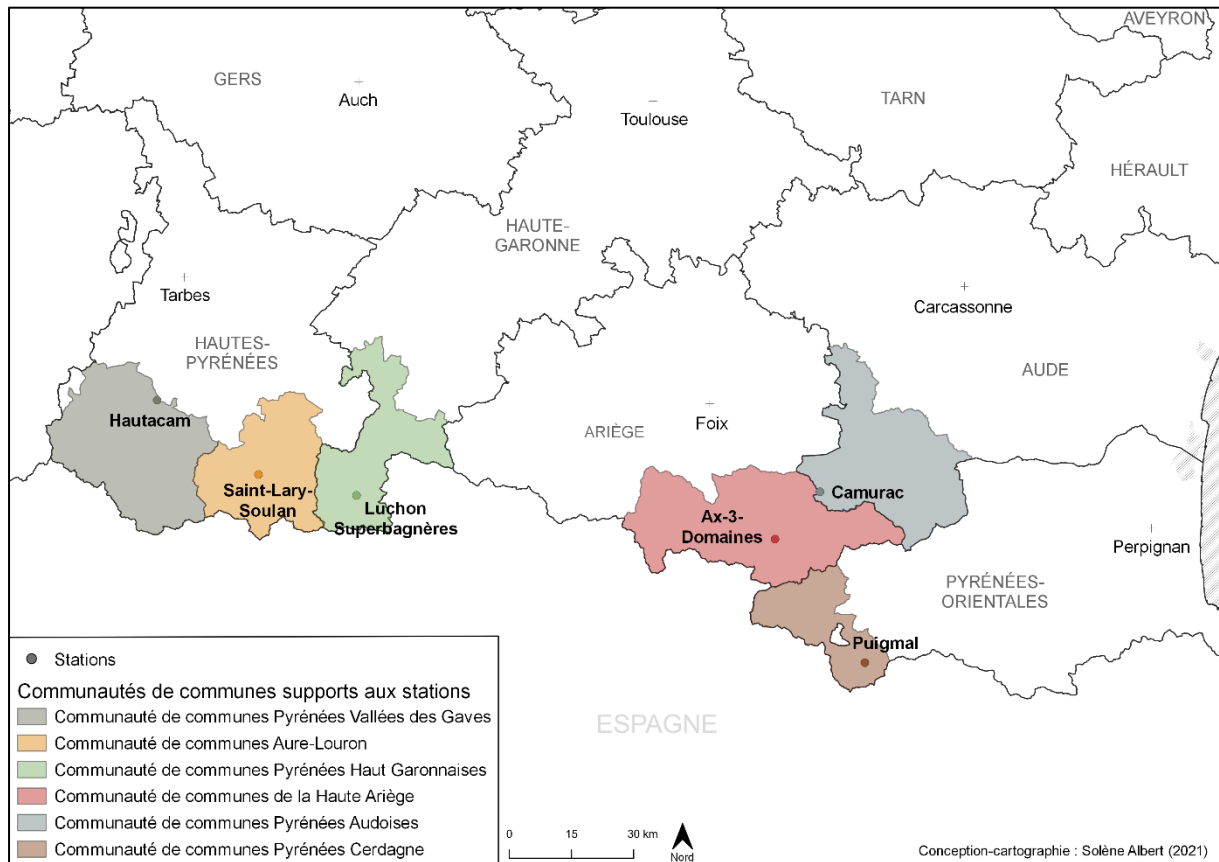 AVEYRON
GERS
Auch
Toulouse
TARN
HÉRAULT
HAUTE-
GARONNE
Tarbes
Carcassonne
HAUTES-
PYRÉNÉES
AUDE
Hautacam
ARIÈGE
Foix
Saint-Lary-
Soulan
Luchon
Superbagnères
Camurac
Ax-3-
Domaines
Perpignan
PYRÉNÉES-
ORIENTALES
Puigmal
ESPAGNE
Stations
Communautés de communes supports aux stations
Communauté de communes Pyrénées Vallées des Gaves
Communauté de communes Aure-Louron
Communauté de communes Pyrénées Haut Garonnaises
Communauté de communes de la Haute Ariège
Communauté de communes Pyrénées Audoises
Communauté de communes Pyrénées Cerdagne
0 15 30 km
Nord
Conception-cartographie : Solène Albert (2021)